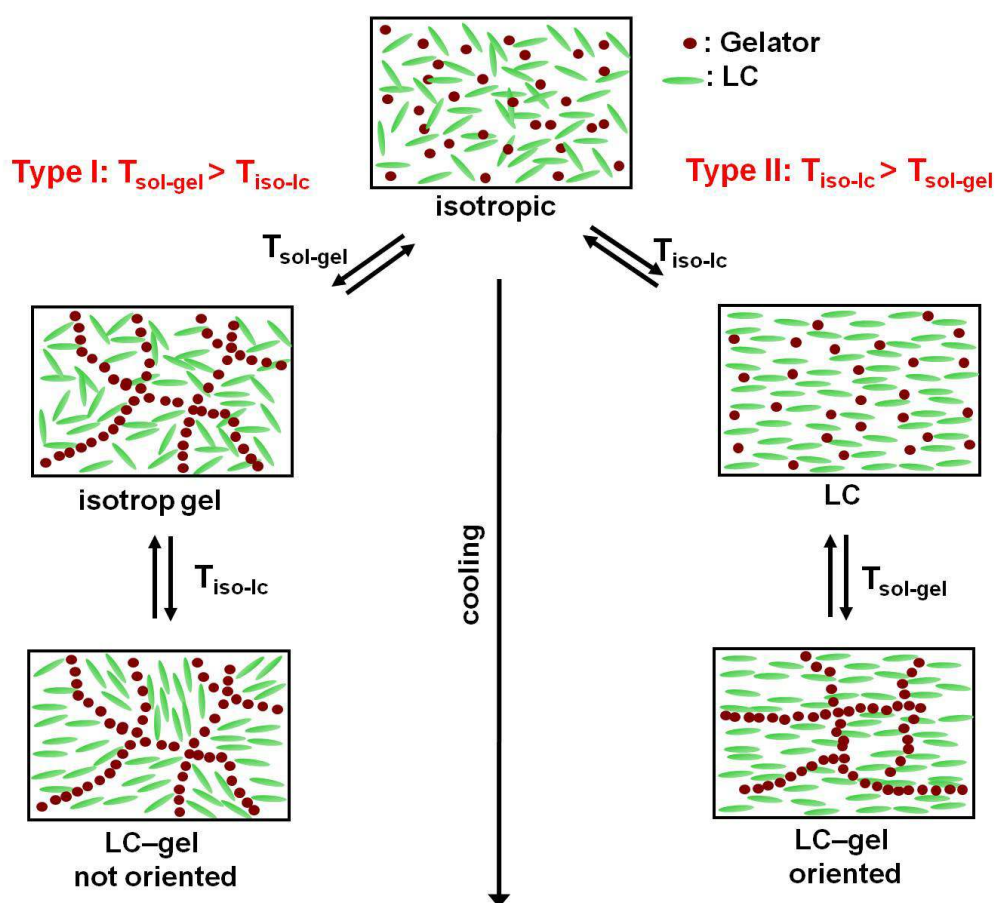 : Gelator
: LC
Type I: Tsol-gel > Tiso-lc
Type II: Tiso-lc > Tsol-gel
isotropic
Tsol-gel
Tiso-lc
isotrop gel
LC
cooling
Tiso-lc
Tsol-gel
LC–gel
not oriented
LC–gel
oriented